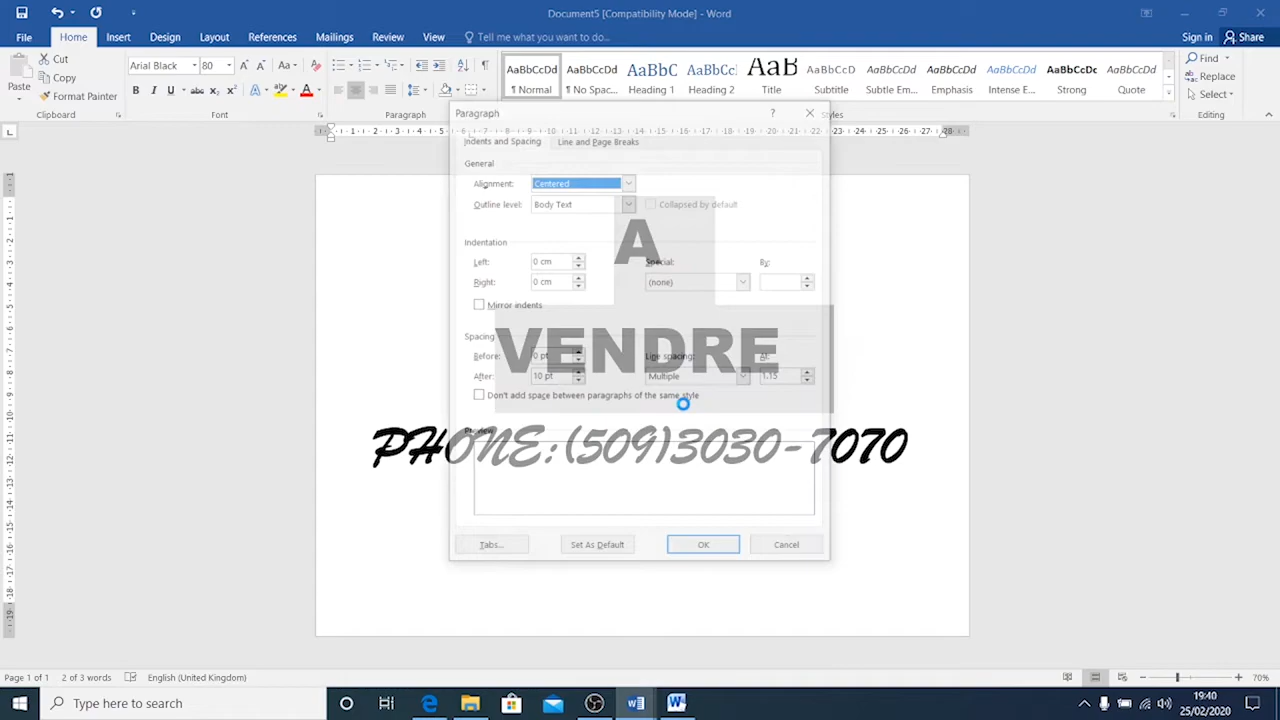 Document5 [Compatibility Mode] - Word
File Home Insert Design Layout References Mailings Review View Tell me what you want to do... Sign in Share
Paste Cut Copy Format Painter Clipboard
Arial Black 80 Font
Paragraph
AaBbCcDd ¶ Normal
AaBbCcDd ¶ No Spac...
AaBbC Heading 1
AaBbCc Heading 2
AaB Title
AaBbCcD Subtitle
AaBbCcDd Subtle Em...
AaBbCcDd Emphasis
AaBbCcDd Intense E...
AaBbCcDc Strong
AaBbCcDd Quote
Styles
Find Replace Select Editing
Paragraph ? ×
Indents and Spacing Line and Page Breaks
General
Alignment: Centered
Outline level: Body Text Collapsed by default
Indentation
Left: 0 cm Special: By:
Right: 0 cm (none)
Mirror indents
Spacing
Before: 0 pt Line spacing: At:
After: 10 pt Multiple 1.15
Don't add space between paragraphs of the same style
Preview
Tabs... Set As Default OK Cancel
A
VENDRE
PHONE:(509)3030-7070
Page 1 of 1 2 of 3 words English (United Kingdom) 70%
Type here to search
19:40
25/02/2020